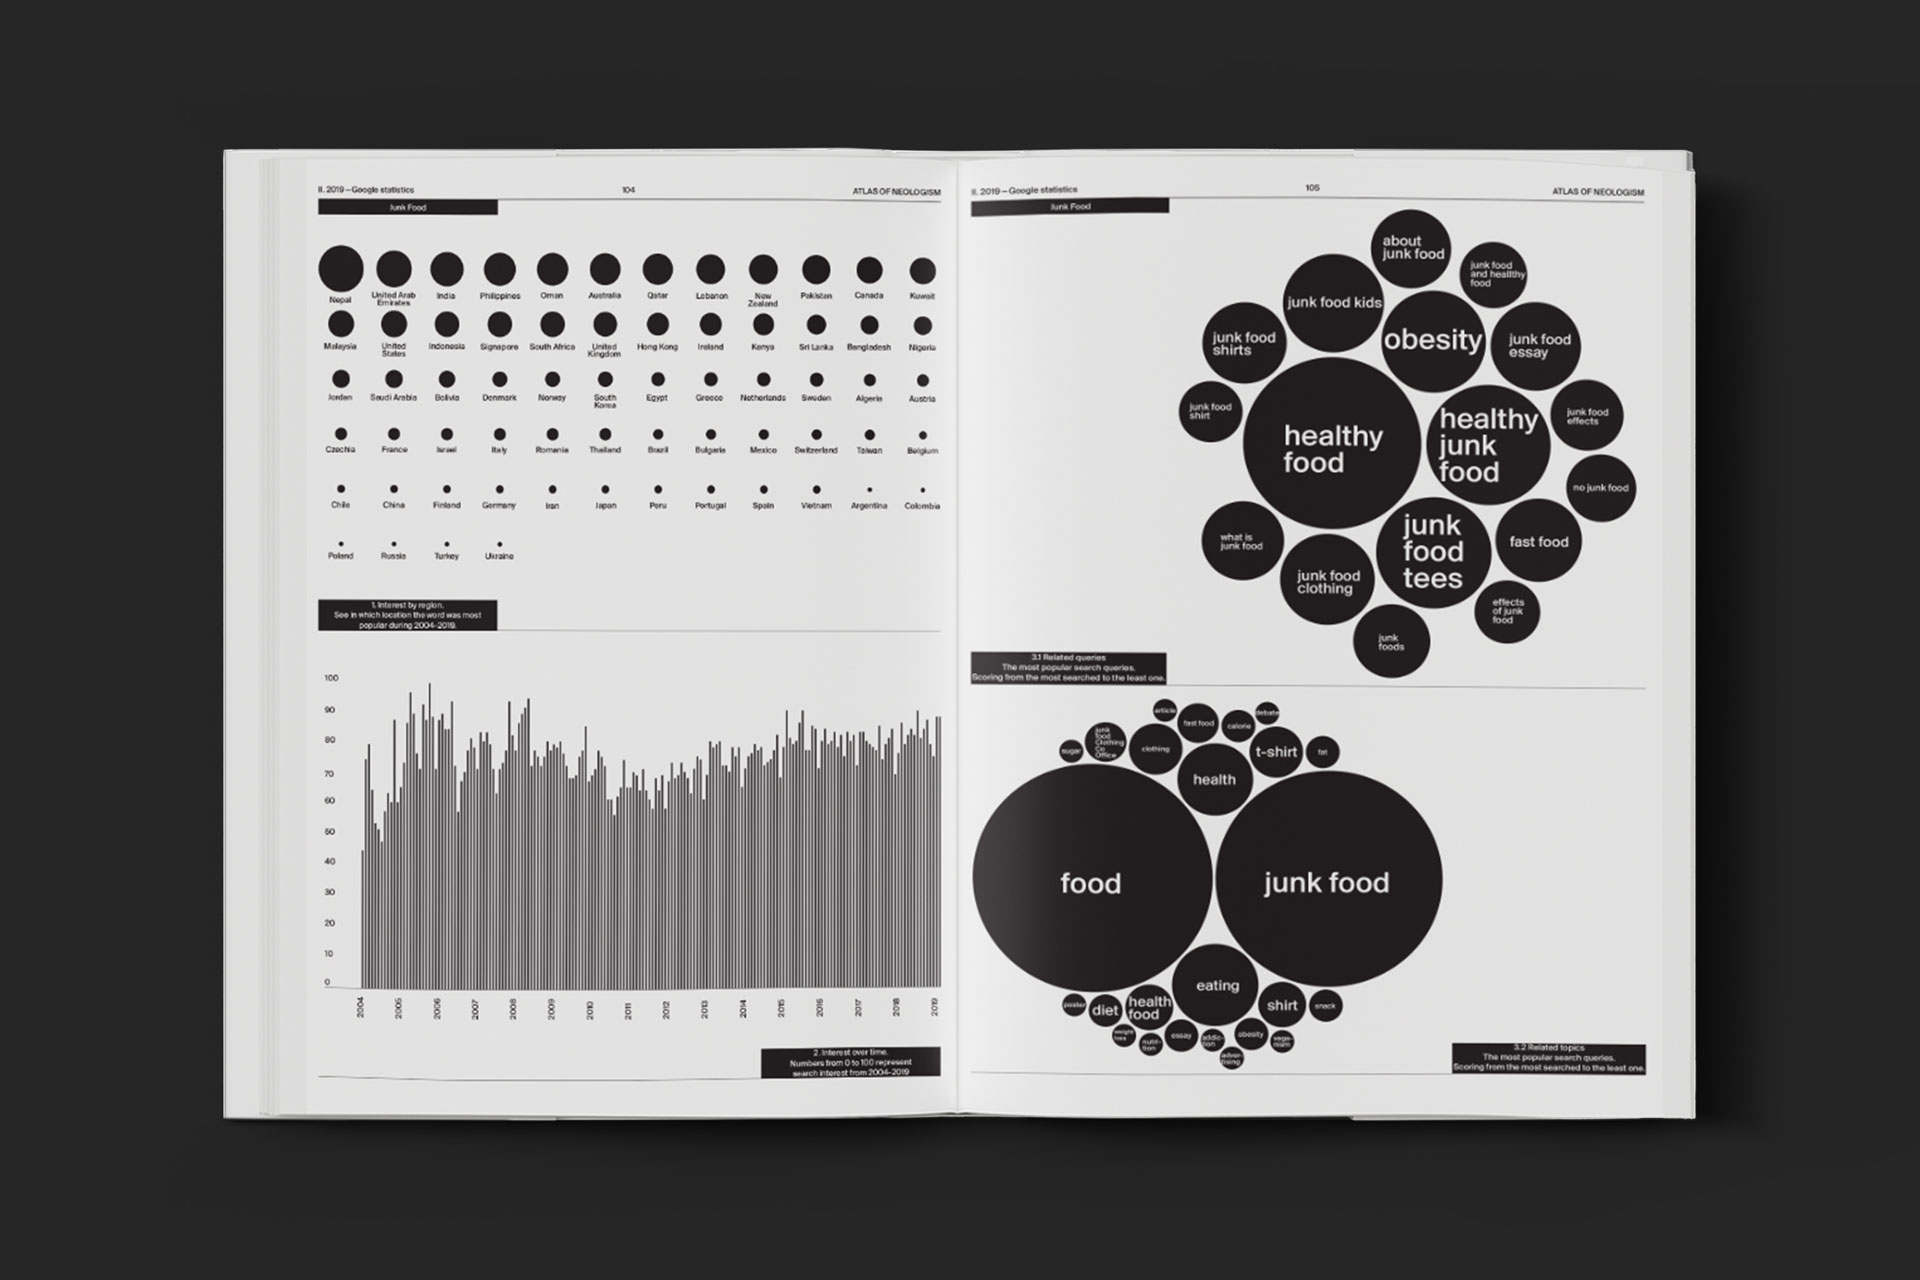 II. 2019—Google statistics
104
ATLAS OF NEOLOGISM
Junk Food
Nepal
United Arab
Emirates
India
Philippines
Oman
Australia
Qatar
Lebanon
New
Zealand
Pakistan
Canada
Kuwait
Malaysia
United
States
Indonesia
Signapore
South Africa
United
Kingdom
Hong Kong
Ireland
Kenya
Sri Lanka
Bangladesh
Nigeria
Jordan
Saudi Arabia
Bolivia
Denmark
Norway
South
Korea
Egypt
Greece
Netherlands
Sweden
Algeria
Austria
Czechia
France
Israel
Italy
Romania
Thailand
Brazil
Bulgaria
Mexico
Switzerland
Taiwan
Belgium
Chile
China
Finland
Germany
Iran
Japan
Peru
Portugal
Spain
Vietnam
Argentina
Colombia
Poland
Russia
Turkey
Ukraine
1. Interest by region.
See in which location the word was most
popular during 2004-2019.
100
90
80
70
60
50
40
30
20
10
0
2004
2005
2006
2007
2008
2009
2010
2011
2012
2013
2014
2015
2016
2017
2018
2019
2. Interest over time.
Numbers from 0 to 100 represent
search interest from 2004-2019
II. 2019—Google statistics
105
ATLAS OF NEOLOGISM
Junk Food
about
junk food
junk food
and healthy
food
junk food kids
junk food
shirts
obesity
junk food
essay
junk food
shirt
healthy
food
healthy
junk
food
junk food
effects
no junk food
what is
junk food
junk food
clothing
junk
food
tees
fast food
effects
of junk
food
junk
foods
3.1 Related queries
The most popular search queries.
Scoring from the most searched to the least one.
article
fast food
calorie
debate
sugar
junk
food
Clothing
Co
Office
clothing
t-shirt
fat
health
food
junk food
eating
poster
diet
health
food
shirt
snack
weight
loss
nutri-
tion
essay
addic-
tion
obesity
vega-
nism
adver-
tising
3.2 Related topics
The most popular search queries.
Scoring from the most searched to the least one.